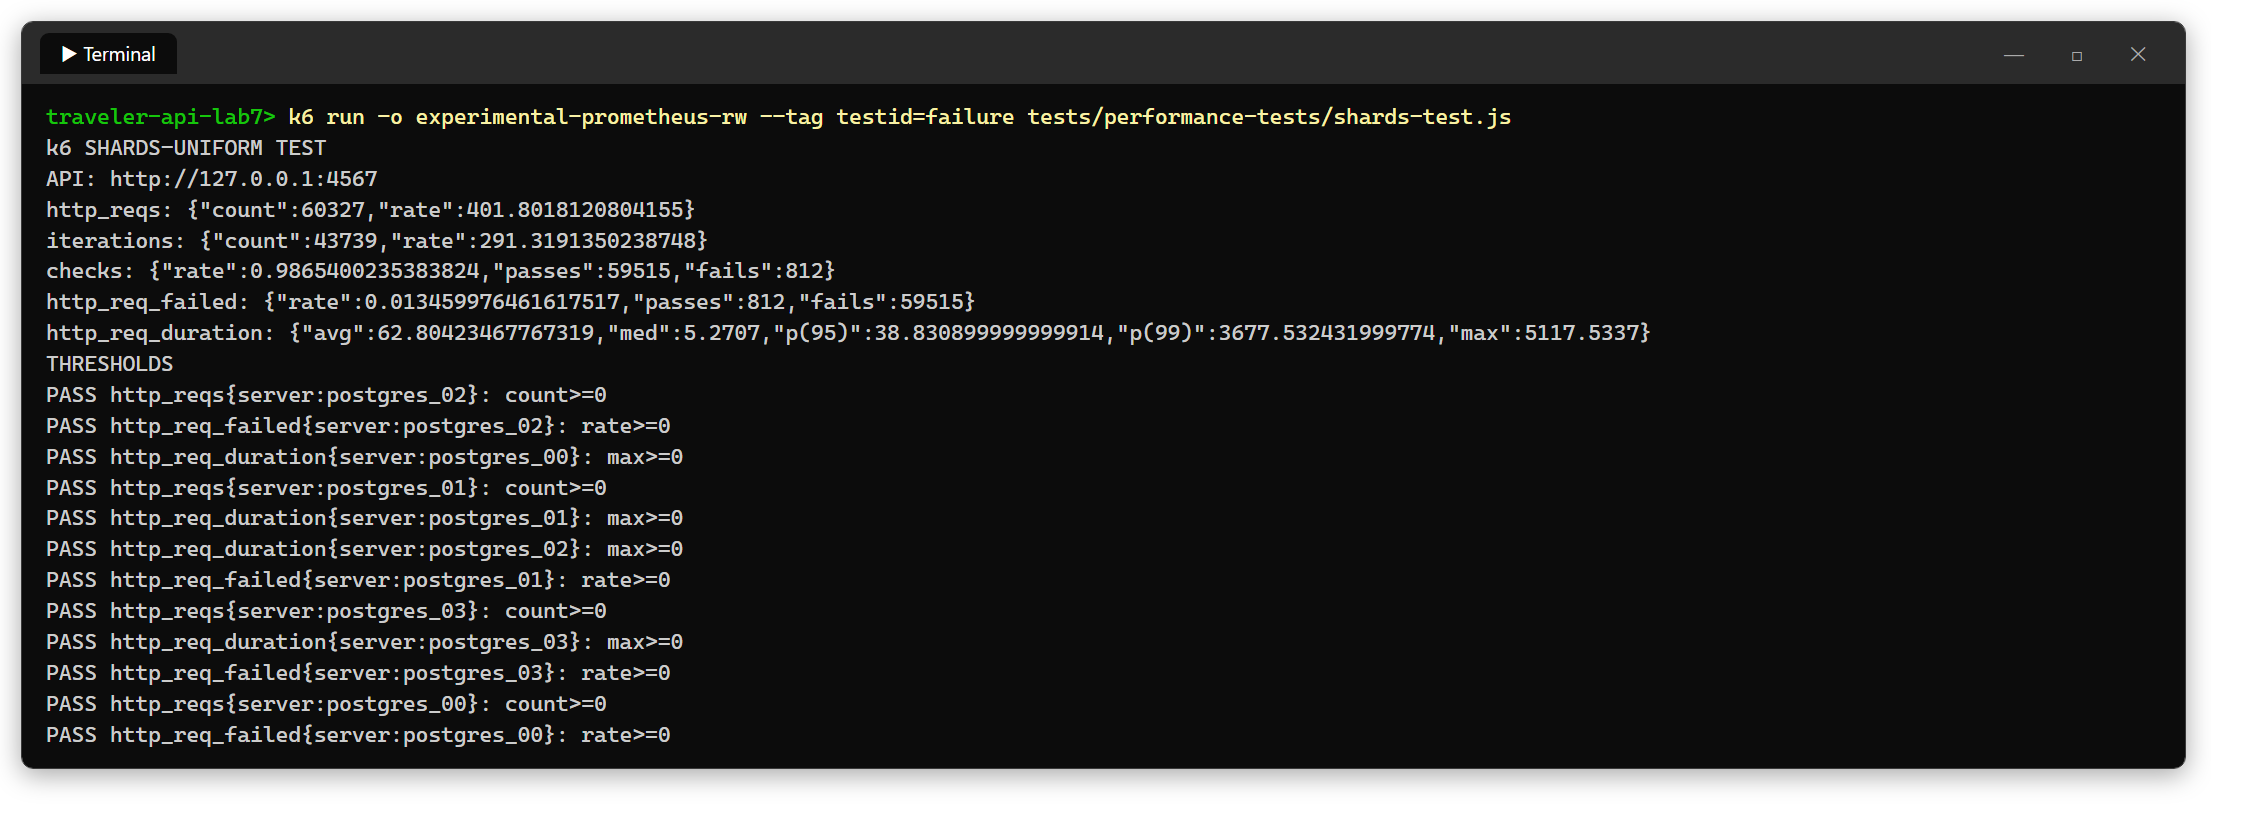 ▶ Terminal
traveler-api-lab7> k6 run -o experimental-prometheus-rw --tag testid=failure tests/performance-tests/shards-test.js
k6 SHARDS-UNIFORM TEST
API: http://127.0.0.1:4567
http_reqs: {"count":60327,"rate":401.8018120804155}
iterations: {"count":43739,"rate":291.3191350238748}
checks: {"rate":0.9865400235383824,"passes":59515,"fails":812}
http_req_failed: {"rate":0.013459976461617517,"passes":812,"fails":59515}
http_req_duration: {"avg":62.80423467767319,"med":5.2707,"p(95)":38.830899999999914,"p(99)":3677.532431999774,"max":5117.5337}
THRESHOLDS
PASS http_reqs{server:postgres_02}: count>=0
PASS http_req_failed{server:postgres_02}: rate>=0
PASS http_req_duration{server:postgres_00}: max>=0
PASS http_reqs{server:postgres_01}: count>=0
PASS http_req_duration{server:postgres_01}: max>=0
PASS http_req_duration{server:postgres_02}: max>=0
PASS http_req_failed{server:postgres_01}: rate>=0
PASS http_reqs{server:postgres_03}: count>=0
PASS http_req_duration{server:postgres_03}: max>=0
PASS http_req_failed{server:postgres_03}: rate>=0
PASS http_reqs{server:postgres_00}: count>=0
PASS http_req_failed{server:postgres_00}: rate>=0